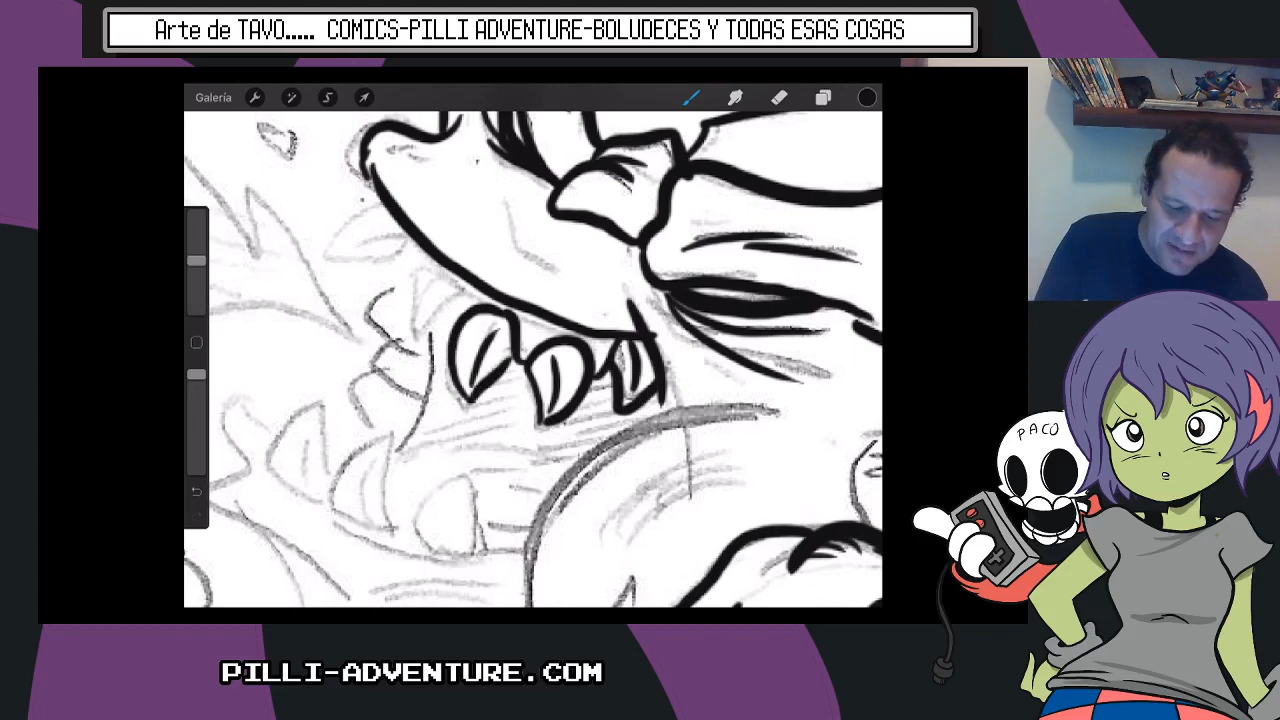 Arte de TAVO..... COMICS-PILLI ADVENTURE-BOLUDECES Y TODAS ESAS COSAS
Galería
PACO
PILLI-ADVENTURE.COM